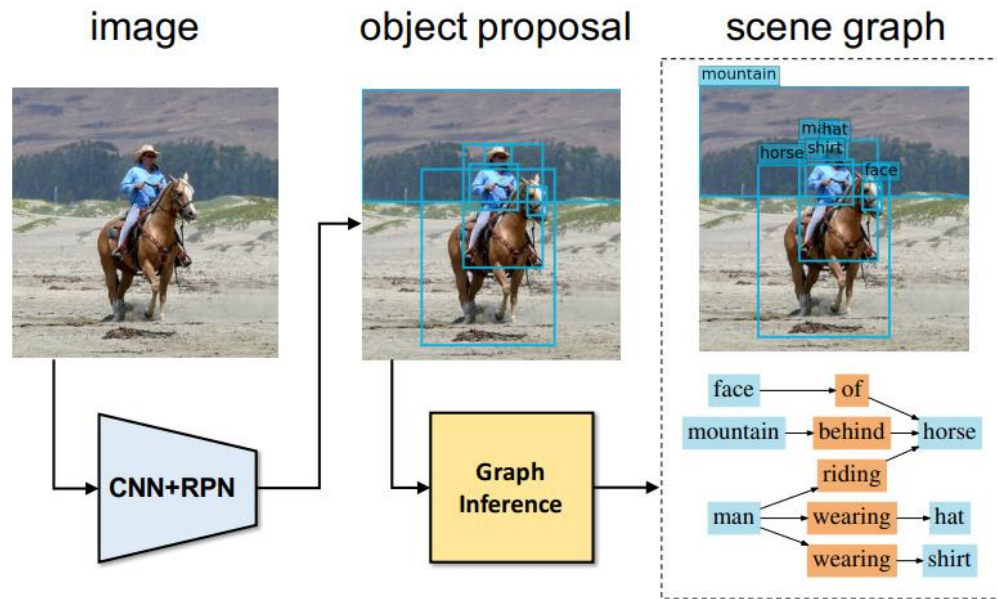 image
object proposal
scene graph
mountain
man
hat
shirt
horse
face
CNN+RPN
Graph
Inference
face of
mountain behind horse
riding
man wearing hat
wearing shirt